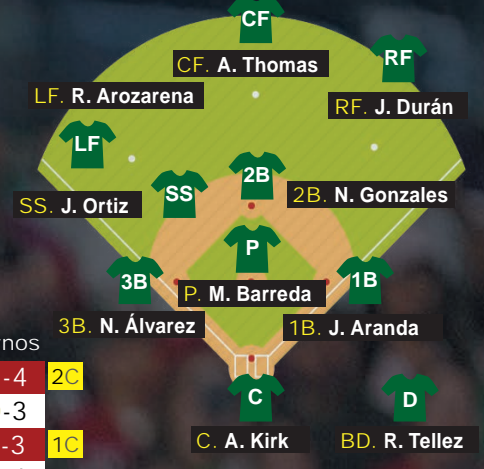 CF
CF. A. Thomas
RF
LF. R. Arozarena
RF. J. Durán
LF
2B
SS
SS. J. Ortiz
2B. N. Gonzales
P
3B
P. M. Barreda
1B
3B. N. Álvarez
1B. J. Aranda
-4 2C
-3
-3 1C
C
D
C. A. Kirk
BD. R. Tellez